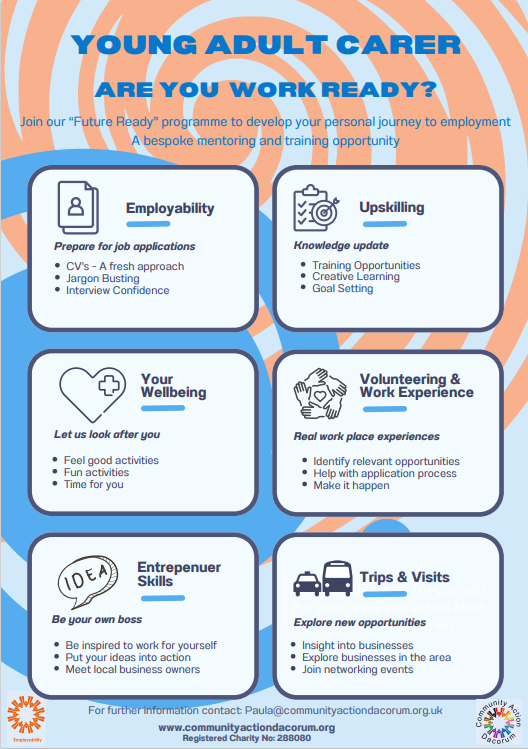 YOUNG ADULT CARER
ARE YOU WORK READY?
Join our “Future Ready” programme to develop your personal journey to employment
A bespoke mentoring and training opportunity
Employability
Prepare for job applications
CV's - A fresh approach
Jargon Busting
Interview Confidence
Upskilling
Knowledge update
Training Opportunities
Creative Learning
Goal Setting
Your
Wellbeing
Let us look after you
Feel good activities
Fun activities
Time for you
Volunteering &
Work Experience
Real work place experiences
Identify relevant opportunities
Help with application process
Make it happen
IDEA
Entrepenuer
Skills
Be your own boss
Be inspired to work for yourself
Put your ideas into action
Meet local business owners
Trips & Visits
Explore new opportunities
Insight into businesses
Explore businesses in the area
Join networking events
For further information contact: Paula@communityactiondacorum.org.uk
www.communityactiondacorum.org
Registered Charity No: 288080
Employability
Community Action
Dacorum